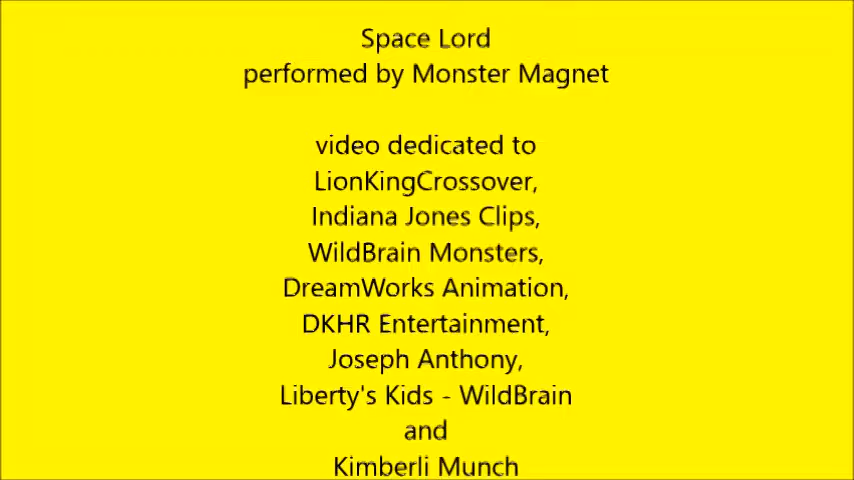 Space Lord
performed by Monster Magnet
video dedicated to
LionKingCrossover,
Indiana Jones Clips,
WildBrain Monsters,
DreamWorks Animation,
DKHR Entertainment,
Joseph Anthony,
Liberty's Kids - WildBrain
and
Kimberli Munch